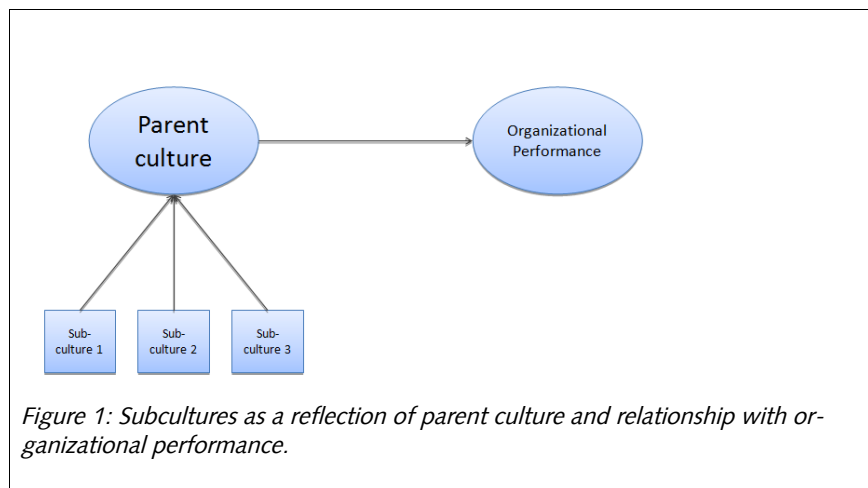 Parent
culture
Organizational
Performance
Sub-
culture 1
Sub-
culture 2
Sub-
culture 3
Figure 1: Subcultures as a reflection of parent culture and relationship with or-
ganizational performance.